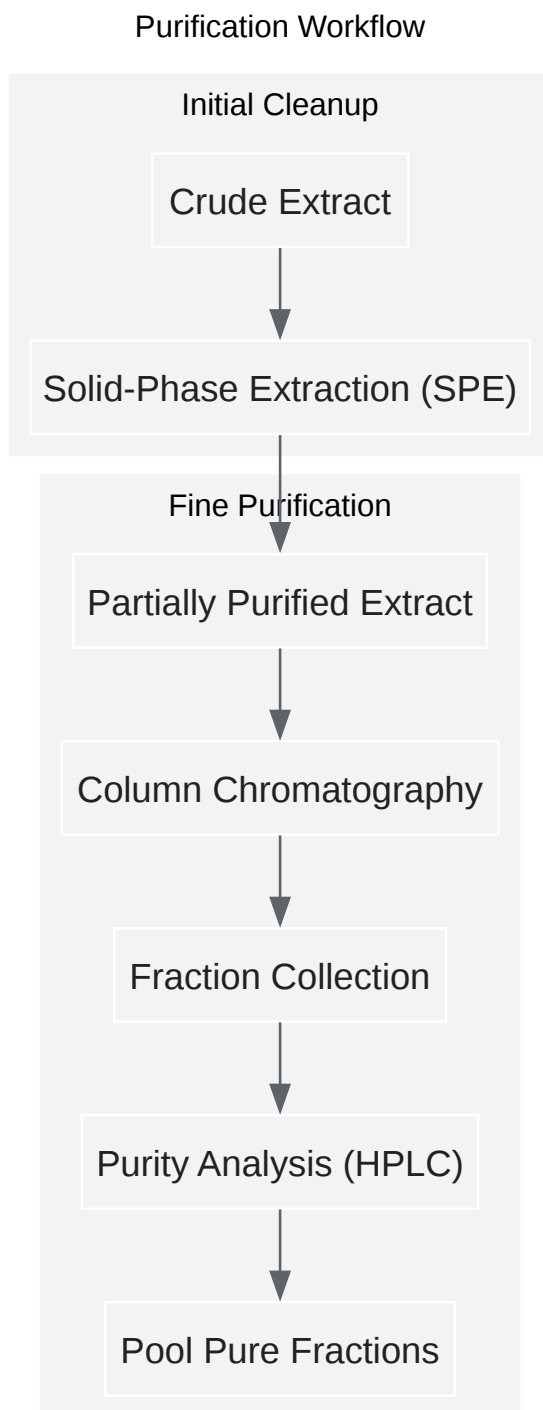 Purification Workflow
Initial Cleanup
Crude Extract
Solid-Phase Extraction (SPE)
Fine Purification
Partially Purified Extract
Column Chromatography
Fraction Collection
Purity Analysis (HPLC)
Pool Pure Fractions